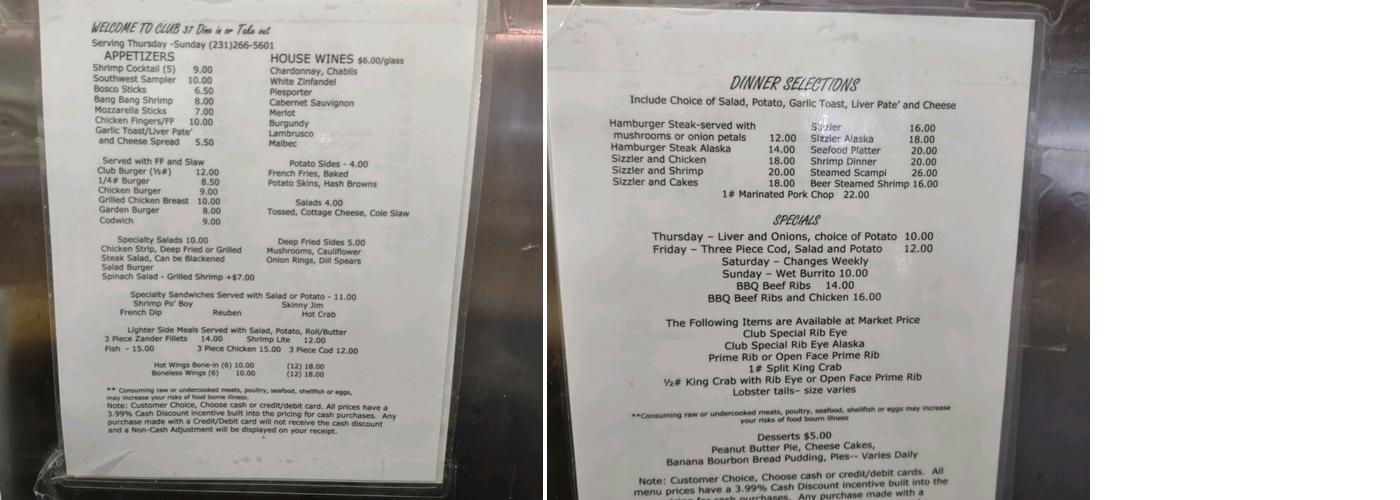 WELCOME TO CLUB 37 Dine in or Take out
Serving Thursday -Sunday (231)266-5601
APPETIZERS
Shrimp Cocktail (5) 9.00
Southwest Sampler 10.00
Bosco Sticks 6.50
Bang Bang Shrimp 8.00
Mozzarella Sticks 7.00
Chicken Fingers/FF 10.00
Garlic Toast/Liver Pate'
and Cheese Spread 5.50
HOUSE WINES $6.00/glass
Chardonnay, Chablis
White Zinfandel
Piesporter
Cabernet Sauvignon
Merlot
Burgundy
Lambrusco
Malbec
Served with FF and Slaw
Club Burger (½#) 12.00
1/4# Burger 8.50
Chicken Burger 9.00
Grilled Chicken Breast 10.00
Garden Burger 8.00
Codwich 9.00
Potato Sides - 4.00
French Fries, Baked
Potato Skins, Hash Browns
Salads 4.00
Tossed, Cottage Cheese, Cole Slaw
Specialty Salads 10.00
Chicken Strip, Deep Fried or Grilled
Steak Salad, Can be Blackened
Salad Burger
Spinach Salad - Grilled Shrimp +$7.00
Deep Fried Sides 5.00
Mushrooms, Cauliflower
Onion Rings, Dill Spears
Specialty Sandwiches Served with Salad or Potato - 11.00
Shrimp Po' Boy Skinny Jim
French Dip Reuben Hot Crab
Lighter Side Meals Served with Salad, Potato, Roll/Butter
3 Piece Zander Fillets 14.00 Shrimp Lite 12.00
Fish - 15.00 3 Piece Chicken 15.00 3 Piece Cod 12.00
Hot Wings Bone-in (6) 10.00 (12) 18.00
Boneless Wings (6) 10.00 (12) 18.00
** Consuming raw or undercooked meats, poultry, seafood, shellfish or eggs,
may increase your risks of food borne illness.
Note: Customer Choice, Choose cash or credit/debit card. All prices have a
3.99% Cash Discount incentive built into the pricing for cash purchases. Any
purchase made with a Credit/Debit card will not receive the cash discount
and a Non-Cash Adjustment will be displayed on your receipt.
DINNER SELECTIONS
Include Choice of Salad, Potato, Garlic Toast, Liver Pate' and Cheese
Hamburger Steak-served with
mushrooms or onion petals 12.00
Hamburger Steak Alaska 14.00
Sizzler and Chicken 18.00
Sizzler and Shrimp 20.00
Sizzler and Cakes 18.00
Sizzler 16.00
Sizzler Alaska 18.00
Seafood Platter 20.00
Shrimp Dinner 20.00
Steamed Scampi 26.00
Beer Steamed Shrimp 16.00
1# Marinated Pork Chop 22.00
SPECIALS
Thursday – Liver and Onions, choice of Potato 10.00
Friday – Three Piece Cod, Salad and Potato 12.00
Saturday – Changes Weekly
Sunday – Wet Burrito 10.00
BBQ Beef Ribs 14.00
BBQ Beef Ribs and Chicken 16.00
The Following Items are Available at Market Price
Club Special Rib Eye
Club Special Rib Eye Alaska
Prime Rib or Open Face Prime Rib
1# Split King Crab
½# King Crab with Rib Eye or Open Face Prime Rib
Lobster tails– size varies
**Consuming raw or undercooked meats, poultry, seafood, shellfish or eggs may increase
your risks of food bourn illness
Desserts $5.00
Peanut Butter Pie, Cheese Cakes,
Banana Bourbon Bread Pudding, Pies-- Varies Daily
Note: Customer Choice, Choose cash or credit/debit cards. All
menu prices have a 3.99% Cash Discount incentive built into the
for cash purchases. Any purchase made with a